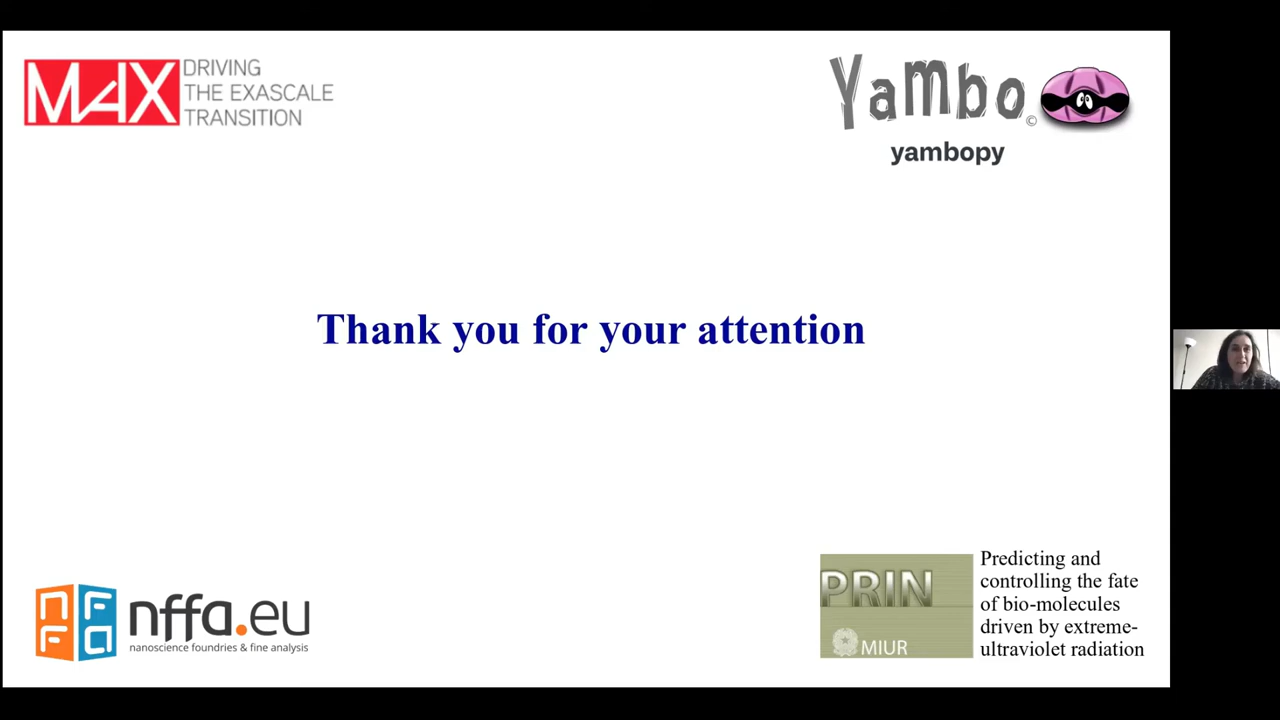 MAX
DRIVING
THE EXASCALE
TRANSITION
Yambo©
yambopy
Thank you for your attention
nffa
nffa.eu
nanoscience foundries & fine analysis
PRIN
MIUR
Predicting and
controlling the fate
of bio-molecules
driven by extreme-
ultraviolet radiation